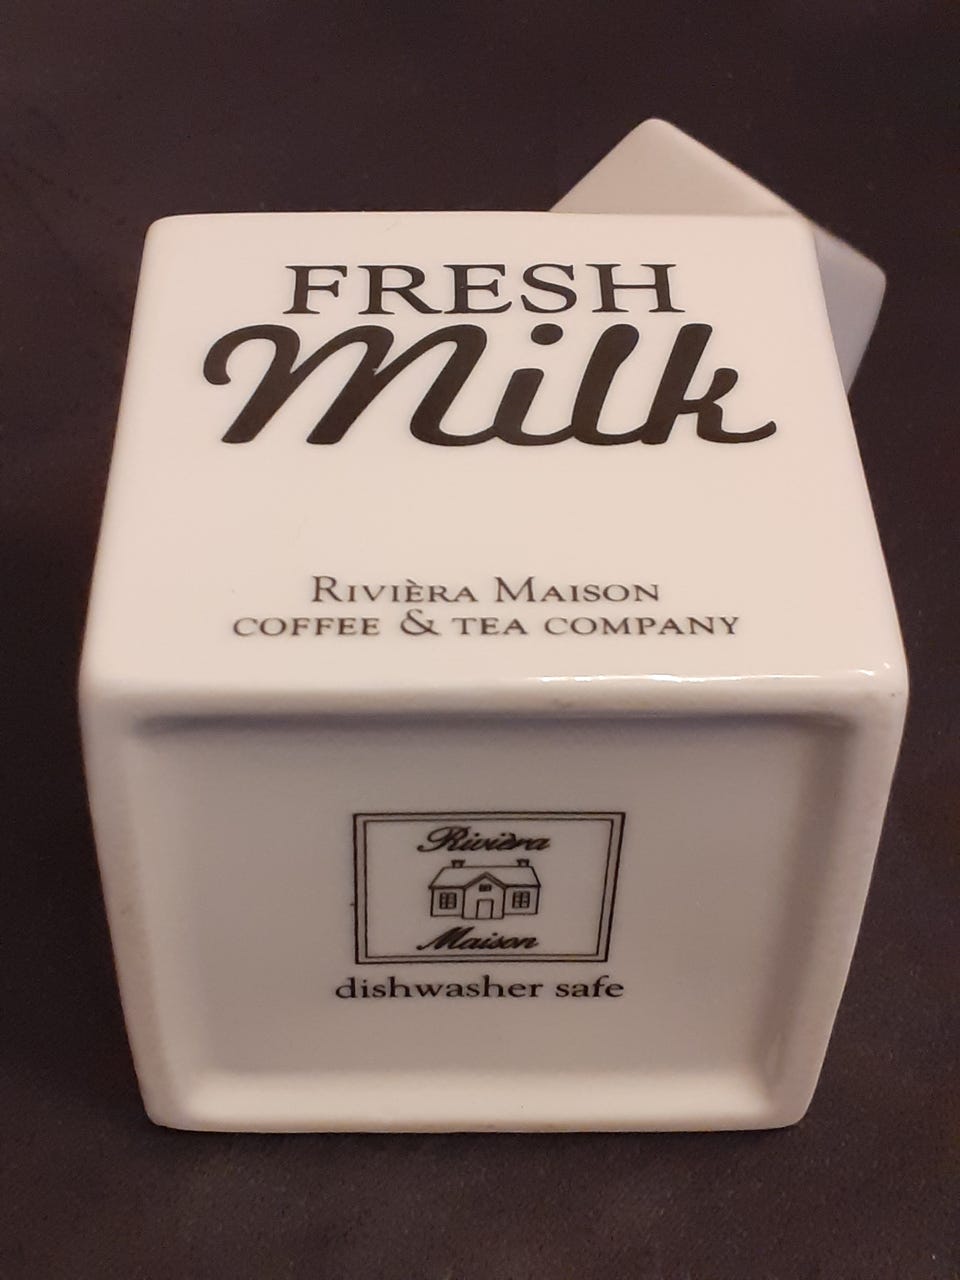 FRESH
Milk
RIVIÈRA MAISON
COFFEE & TEA COMPANY
Rivièra
Maison
dishwasher safe